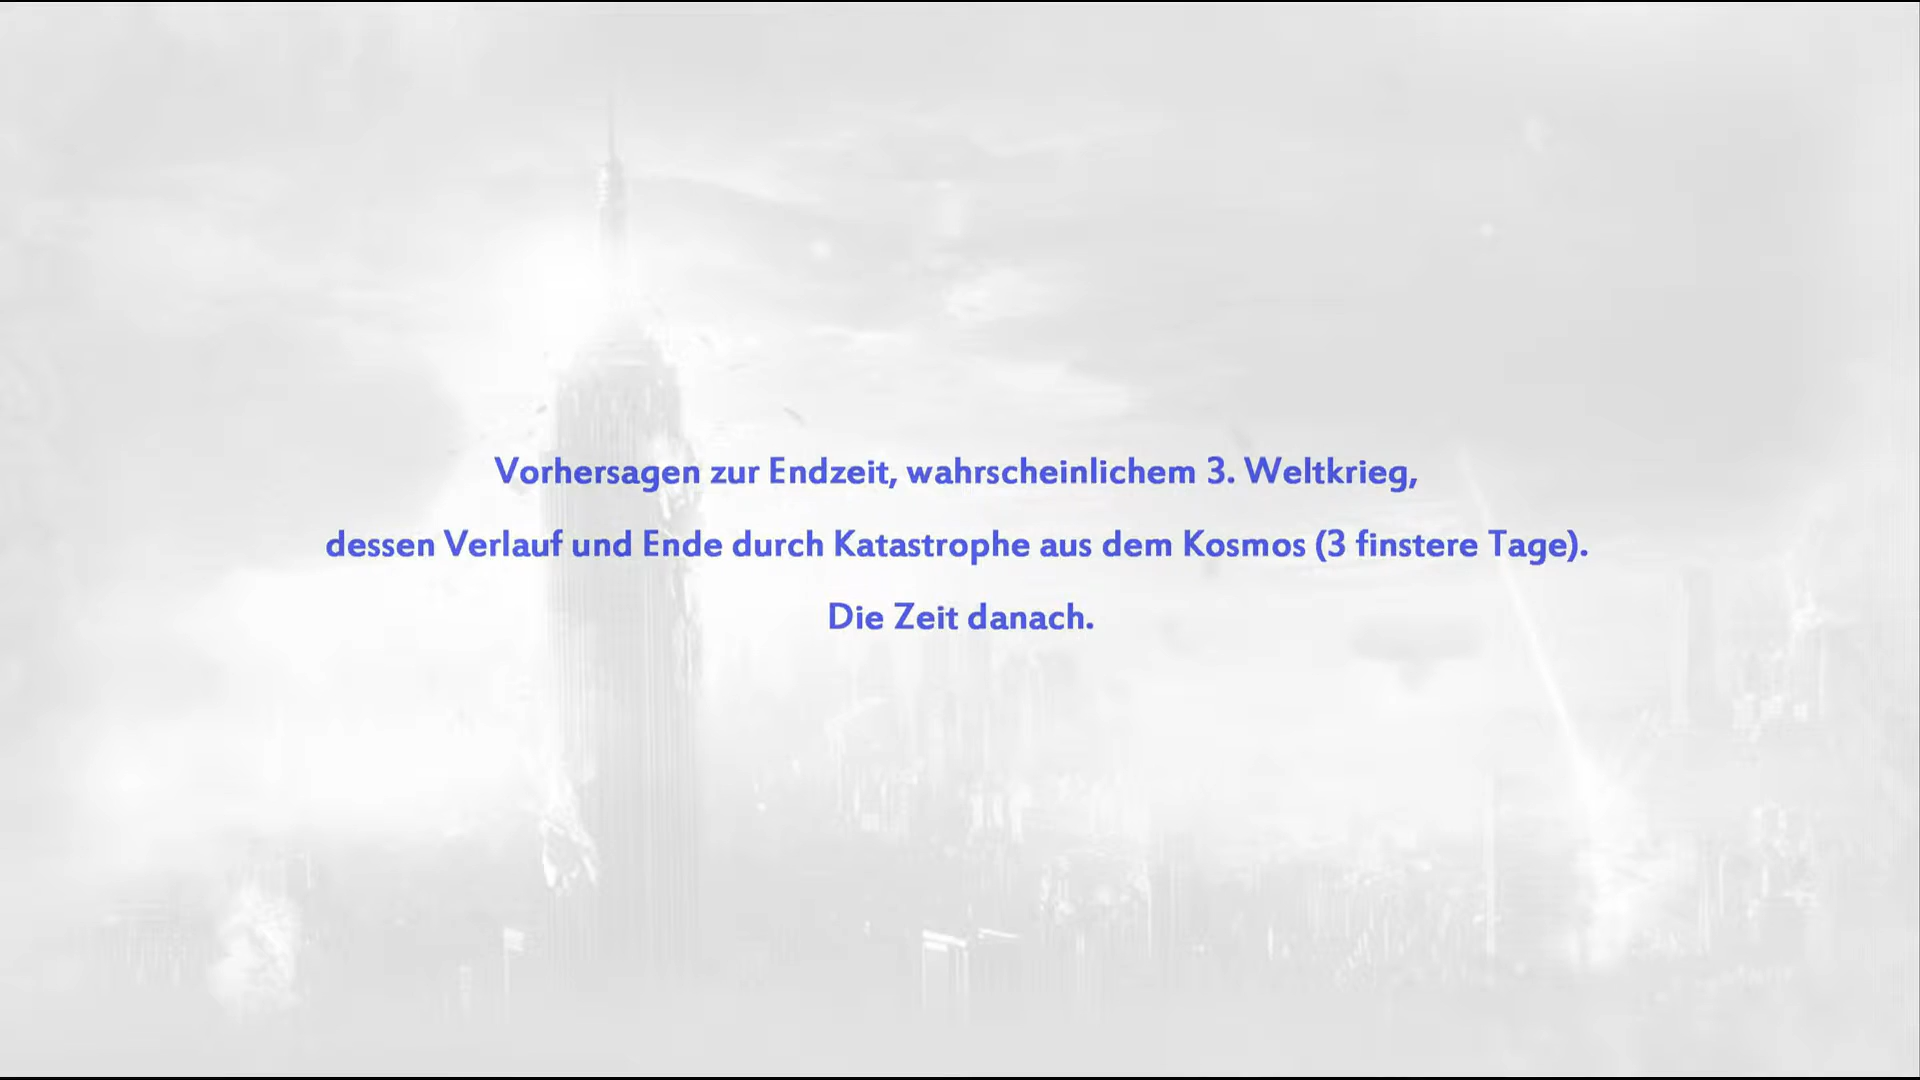 Vorhersagen zur Endzeit, wahrscheinlichem 3. Weltkrieg,
dessen Verlauf und Ende durch Katastrophe aus dem Kosmos (3 finstere Tage).
Die Zeit danach.